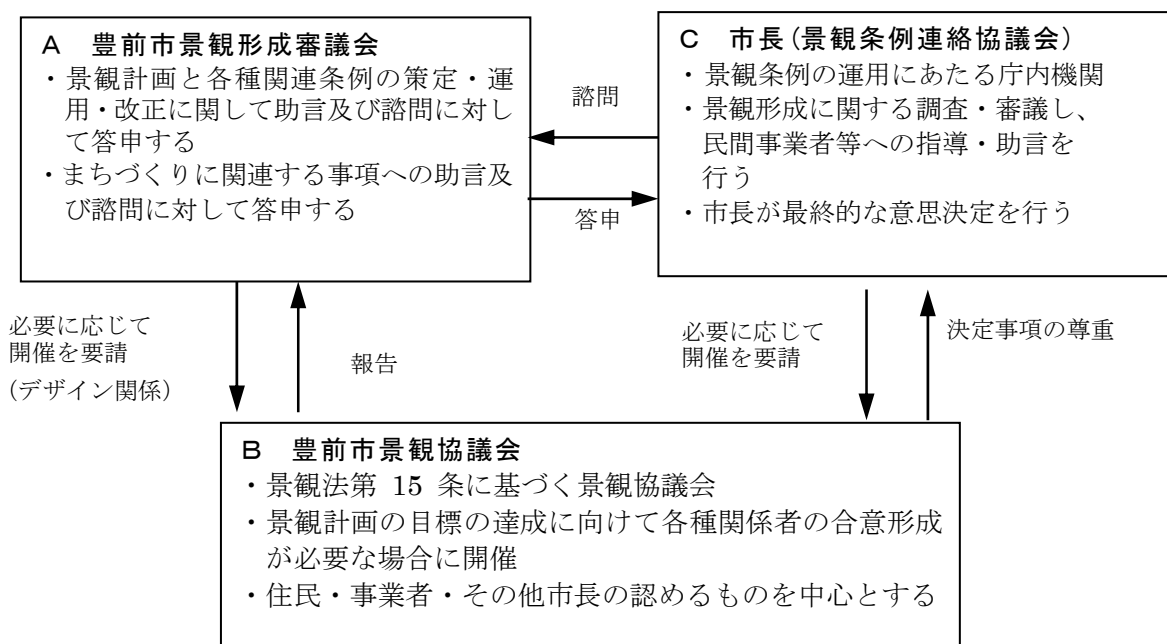 A 豊前市景観形成審議会
・景観計画と各種関連条例の策定・運
用・改正に関して助言及び諮問に対し
て答申する
・まちづくりに関連する事項への助言及
び諮問に対して答申する
諮問
答申
C 市長(景観条例連絡協議会)
・景観条例の運用にあたる庁内機関
・景観形成に関する調査・審議し、
民間事業者等への指導・助言を
行う
・市長が最終的な意思決定を行う
必要に応じて
開催を要請
(デザイン関係)
報告
必要に応じて
開催を要請
決定事項の尊重
B 豊前市景観協議会
・景観法第 15 条に基づく景観協議会
・景観計画の目標の達成に向けて各種関係者の合意形成
が必要な場合に開催
・住民・事業者・その他市長の認めるものを中心とする